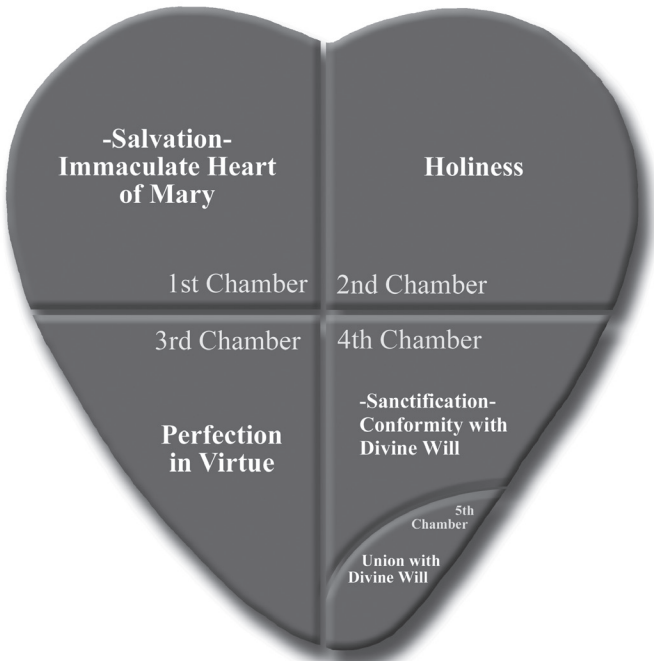 -Salvation-
Immaculate Heart
of Mary
1st Chamber
Holiness
2nd Chamber
3rd Chamber
Perfection
in Virtue
4th Chamber
-Sanctification-
Conformity with
Divine Will
5th
Chamber
Union with
Divine Will